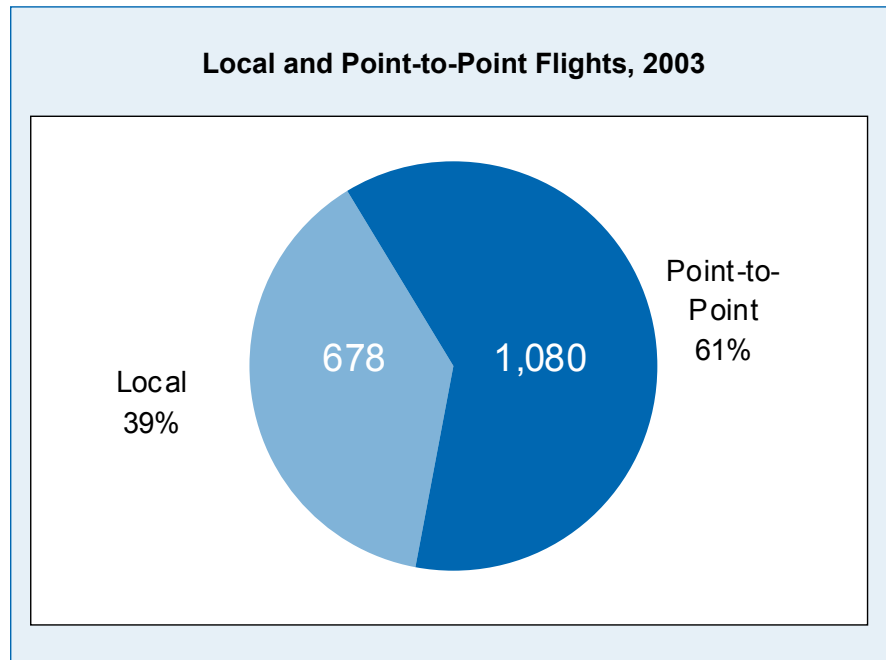 Local and Point-to-Point Flights, 2003
Point-to-
Point
61%
678
1,080
Local
39%